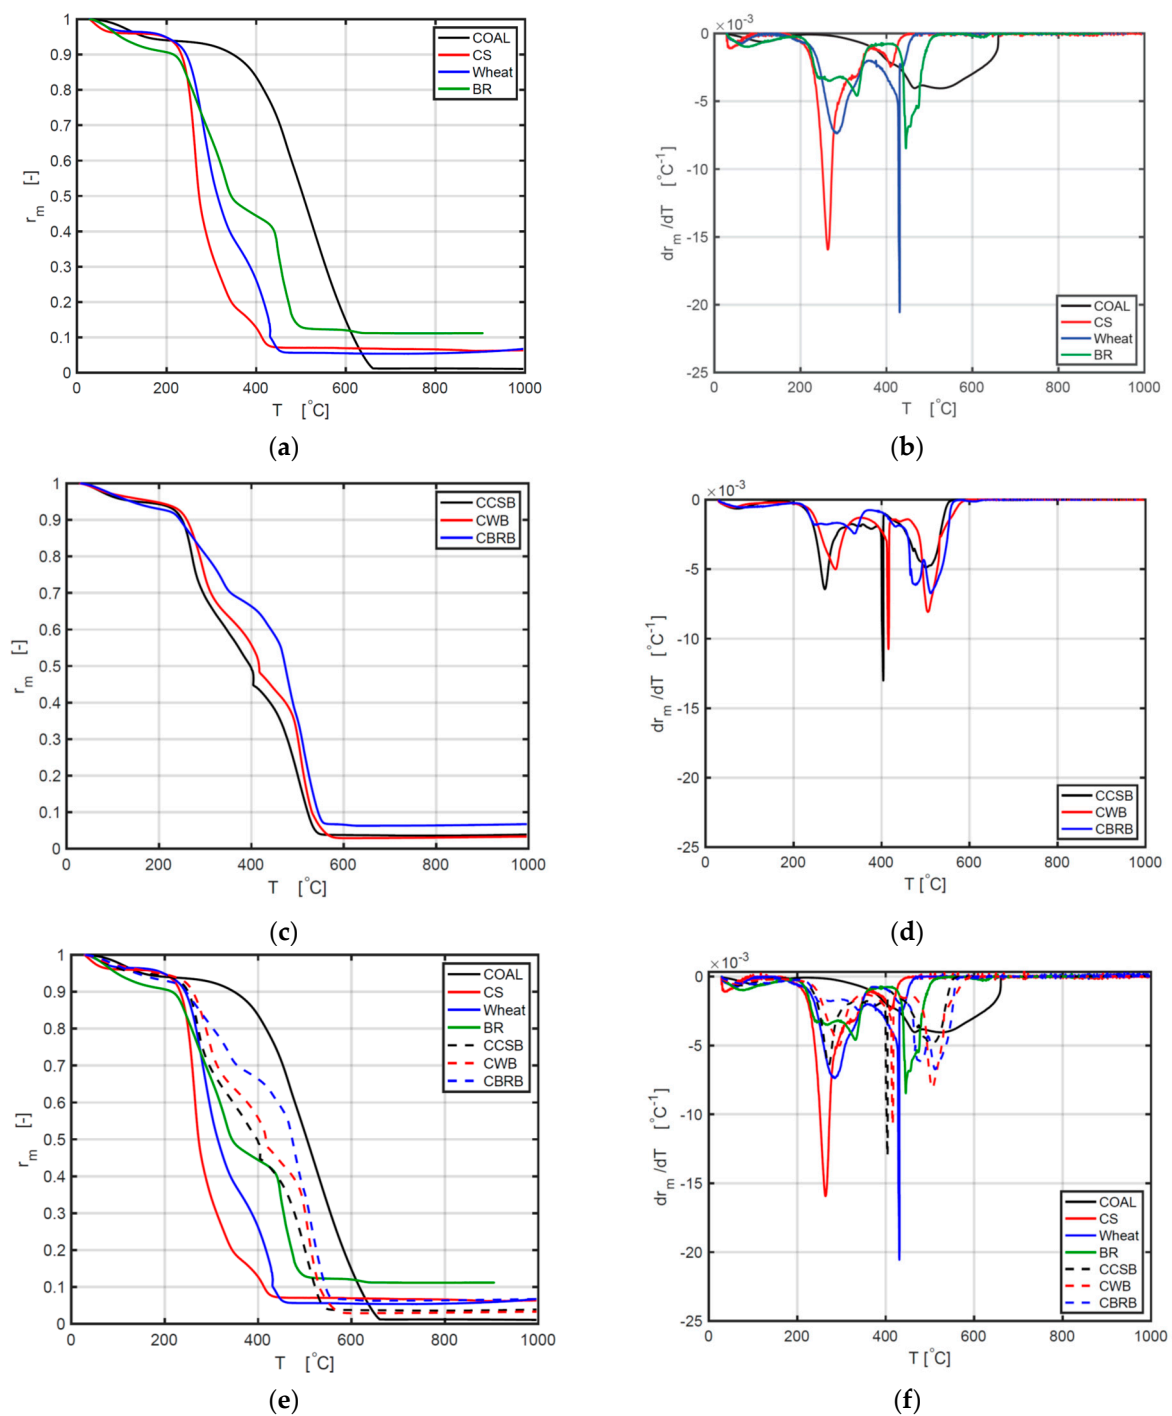 1
0.9
0.8
0.7
0.6
0.5
0.4
0.3
0.2
0.1
0
r_m [-]
0 200 400 600 800 1000
T [°C]
COAL
CS
Wheat
BR
(a)
×10⁻³
0
-5
-10
-15
-20
-25
dr_m/dT [°C⁻¹]
0 200 400 600 800 1000
T [°C]
COAL
CS
Wheat
BR
(b)
1
0.9
0.8
0.7
0.6
0.5
0.4
0.3
0.2
0.1
0
r_m [-]
0 200 400 600 800 1000
T [°C]
CCSB
CWB
CBRB
(c)
×10⁻³
0
-5
-10
-15
-20
-25
dr_m/dT [°C⁻¹]
0 200 400 600 800 1000
T [°C]
CCSB
CWB
CBRB
(d)
1
0.9
0.8
0.7
0.6
0.5
0.4
0.3
0.2
0.1
0
r_m [-]
0 200 400 600 800 1000
T [°C]
COAL
CS
Wheat
BR
CCSB
CWB
CBRB
(e)
×10⁻³
0
-5
-10
-15
-20
-25
dr_m/dT [°C⁻¹]
0 200 400 600 800 1000
T [°C]
COAL
CS
Wheat
BR
CCSB
CWB
CBRB
(f)